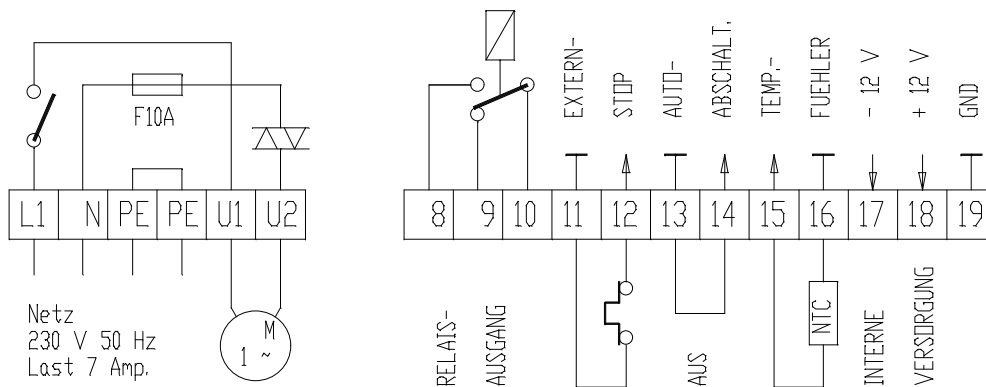 F10A
L1 N PE PE U1 U2
M
1 ~
Netz
230 V 50 Hz
Last 7 Amp.
EXTERN-
STOP
AUTO-
ABSCHALT.
TEMP.-
FUEHLER
- 12 V
+ 12 V
GND
8 9 10 11 12 13 14 15 16 17 18 19
RELAIS-
AUSGANG
AUS
NTC
INTERNE
VERSORGUNG